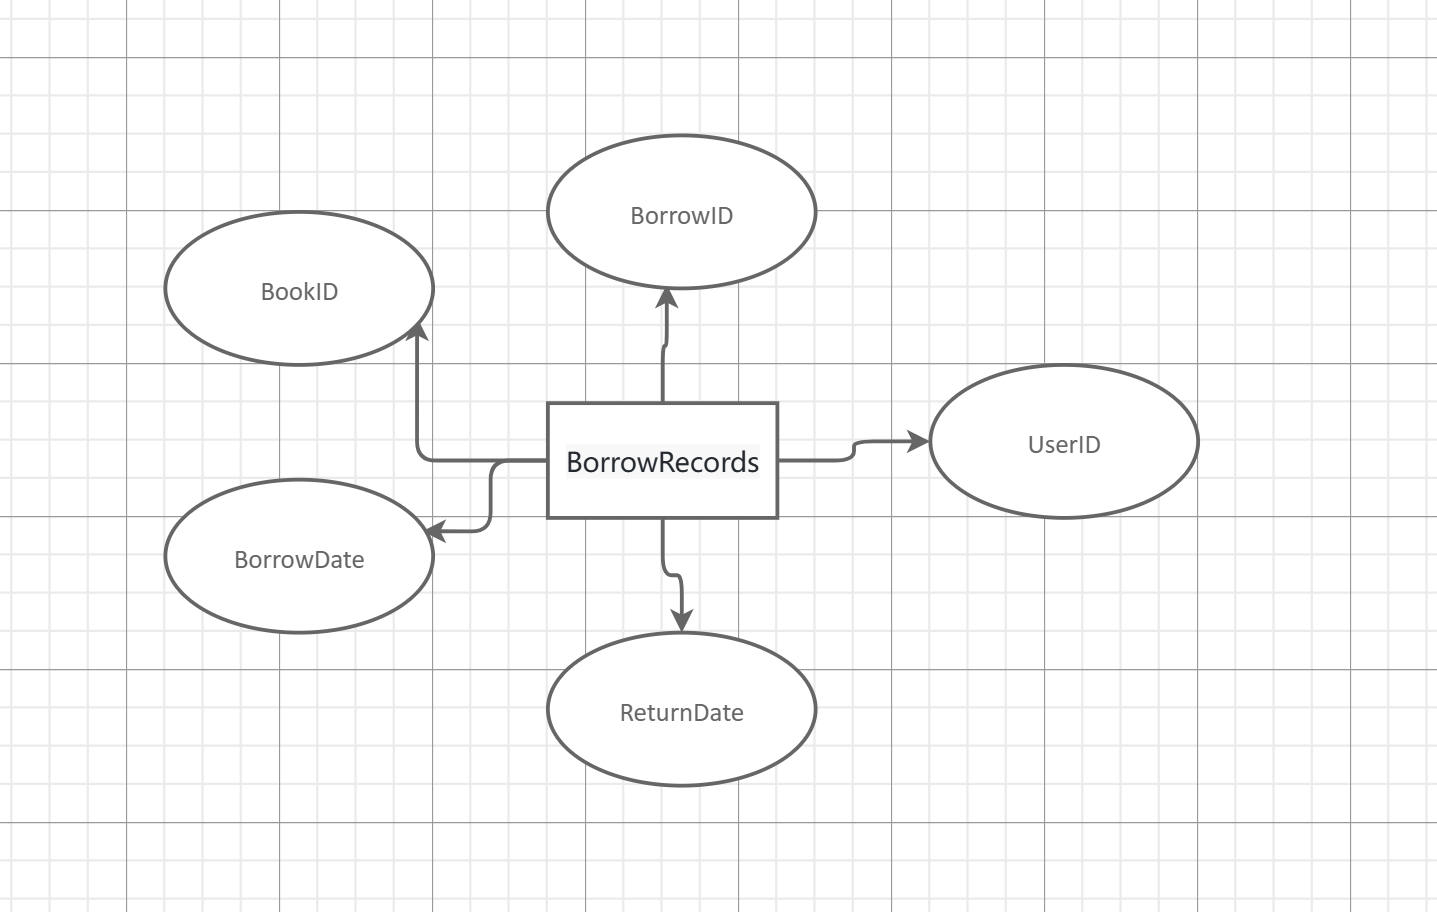 BorrowID
BookID
UserID
BorrowRecords
BorrowDate
ReturnDate